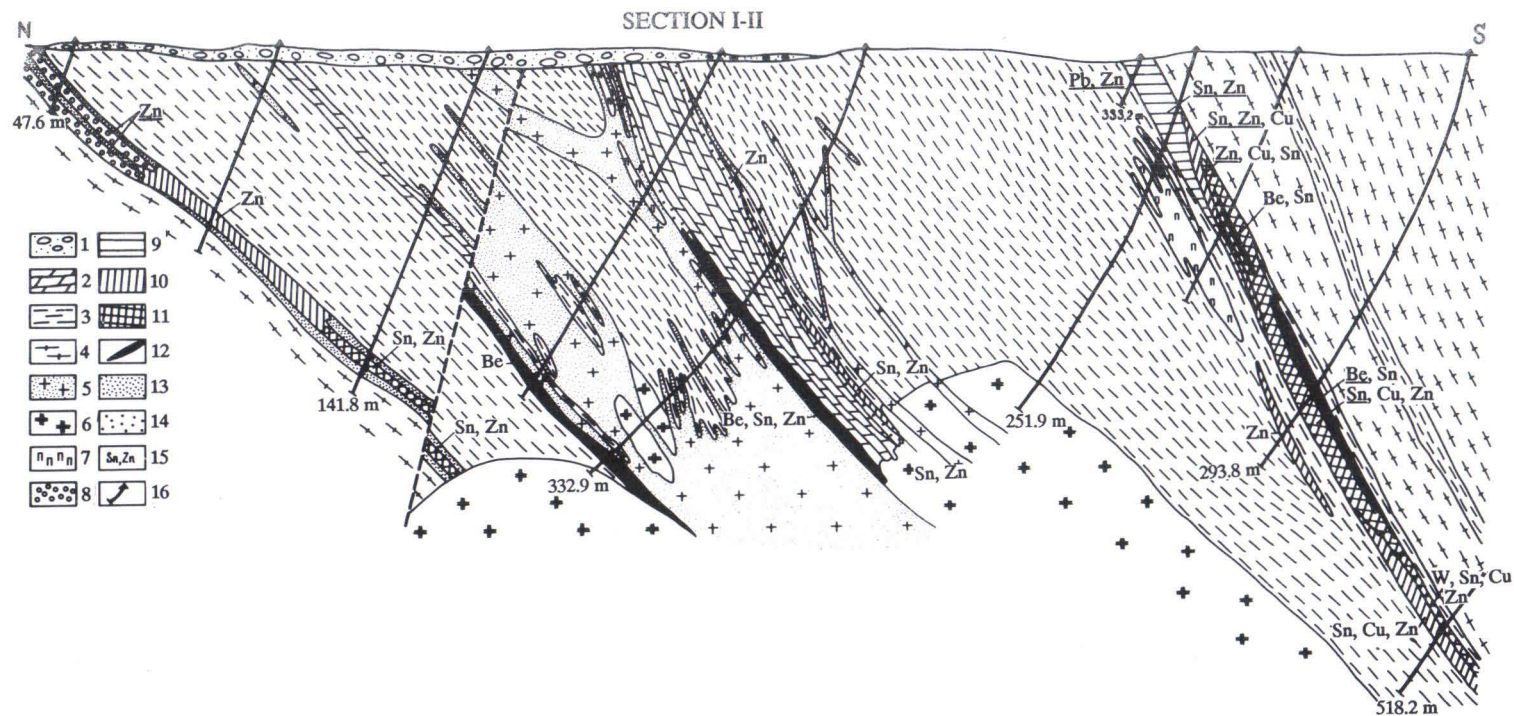 SECTION I-II
N
S
Pb, Zn
Sn, Zn
333,2 m
47.6 m
Zn
Sn, Zn, Cu
Zn, Cu, Sn
Zn
Zn
Be, Sn
1
9
2
10
3
11
4
12
5
13
6
14
7
Sn, Zn
15
8
16
Sn, Zn
141.8 m
Be
Sn, Zn
Be, Sn
Sn, Cu, Zn
Sn, Zn
Be, Sn, Zn
251.9 m
Zn
293.8 m
332.9 m
Sn, Zn
W, Sn, Cu
Zn
Sn, Cu, Zn
518.2 m